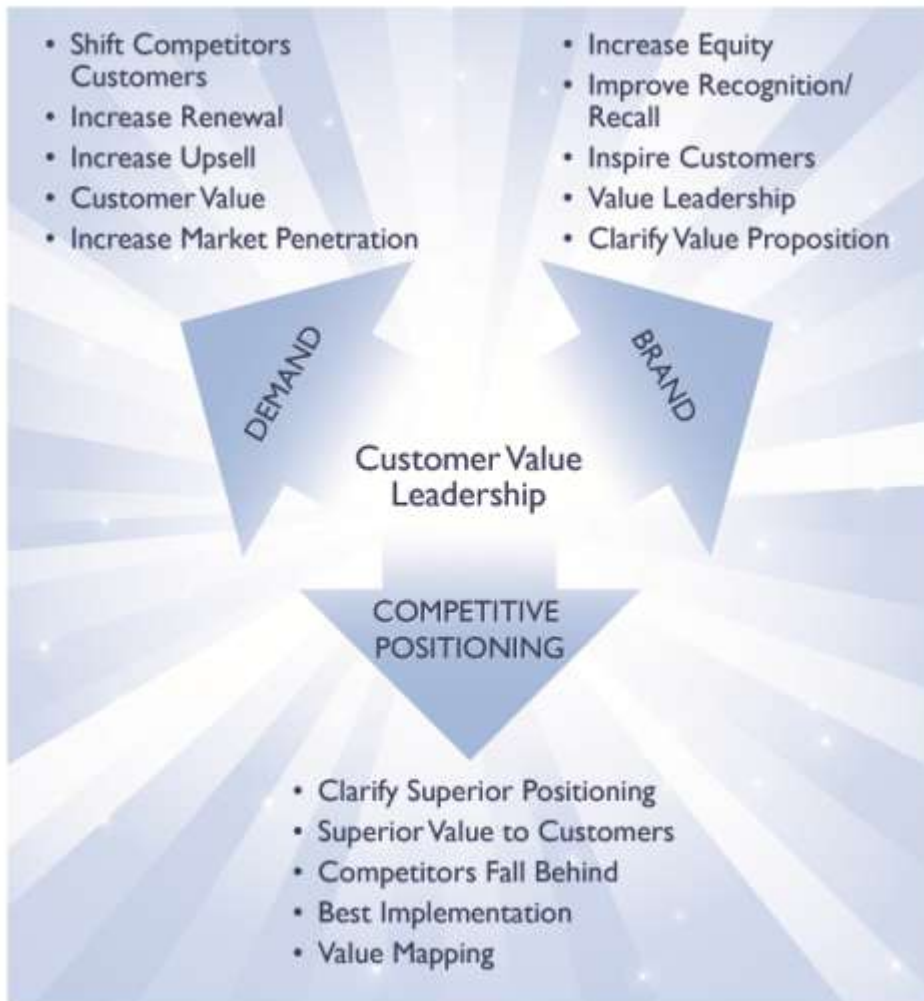 • Shift Competitors
Customers
• Increase Renewal
• Increase Upsell
• Customer Value
• Increase Market Penetration
• Increase Equity
• Improve Recognition/
Recall
• Inspire Customers
• Value Leadership
• Clarify Value Proposition
DEMAND
BRAND
Customer Value
Leadership
COMPETITIVE
POSITIONING
• Clarify Superior Positioning
• Superior Value to Customers
• Competitors Fall Behind
• Best Implementation
• Value Mapping